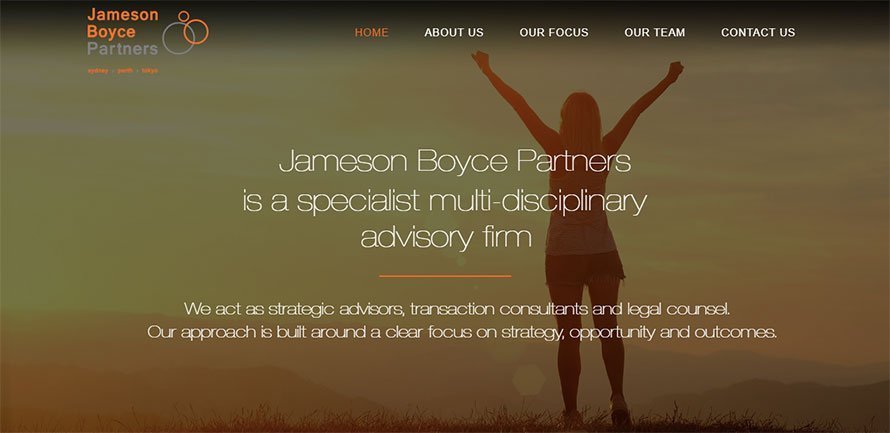 Jameson
Boyce
Partners
sydney - perth - tokyo
HOME ABOUT US OUR FOCUS OUR TEAM CONTACT US
Jameson Boyce Partners
is a specialist multi-disciplinary
advisory firm
We act as strategic advisors, transaction consultants and legal counsel.
Our approach is built around a clear focus on strategy, opportunity and outcomes.